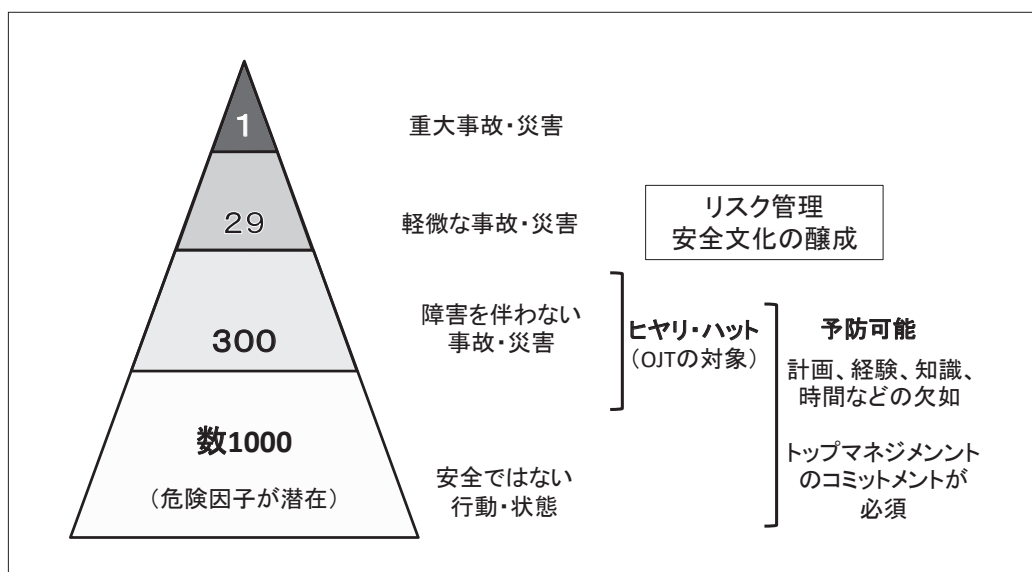 1
重大事故・災害
29
軽微な事故・災害
リスク管理
安全文化の醸成
300
障害を伴わない
事故・災害
ヒヤリ・ハット
（OJTの対象）
予防可能
計画、経験、知識、
時間などの欠如
数1000
（危険因子が潜在）
安全ではない
行動・状態
トップマネジメンント
のコミットメントが
必須